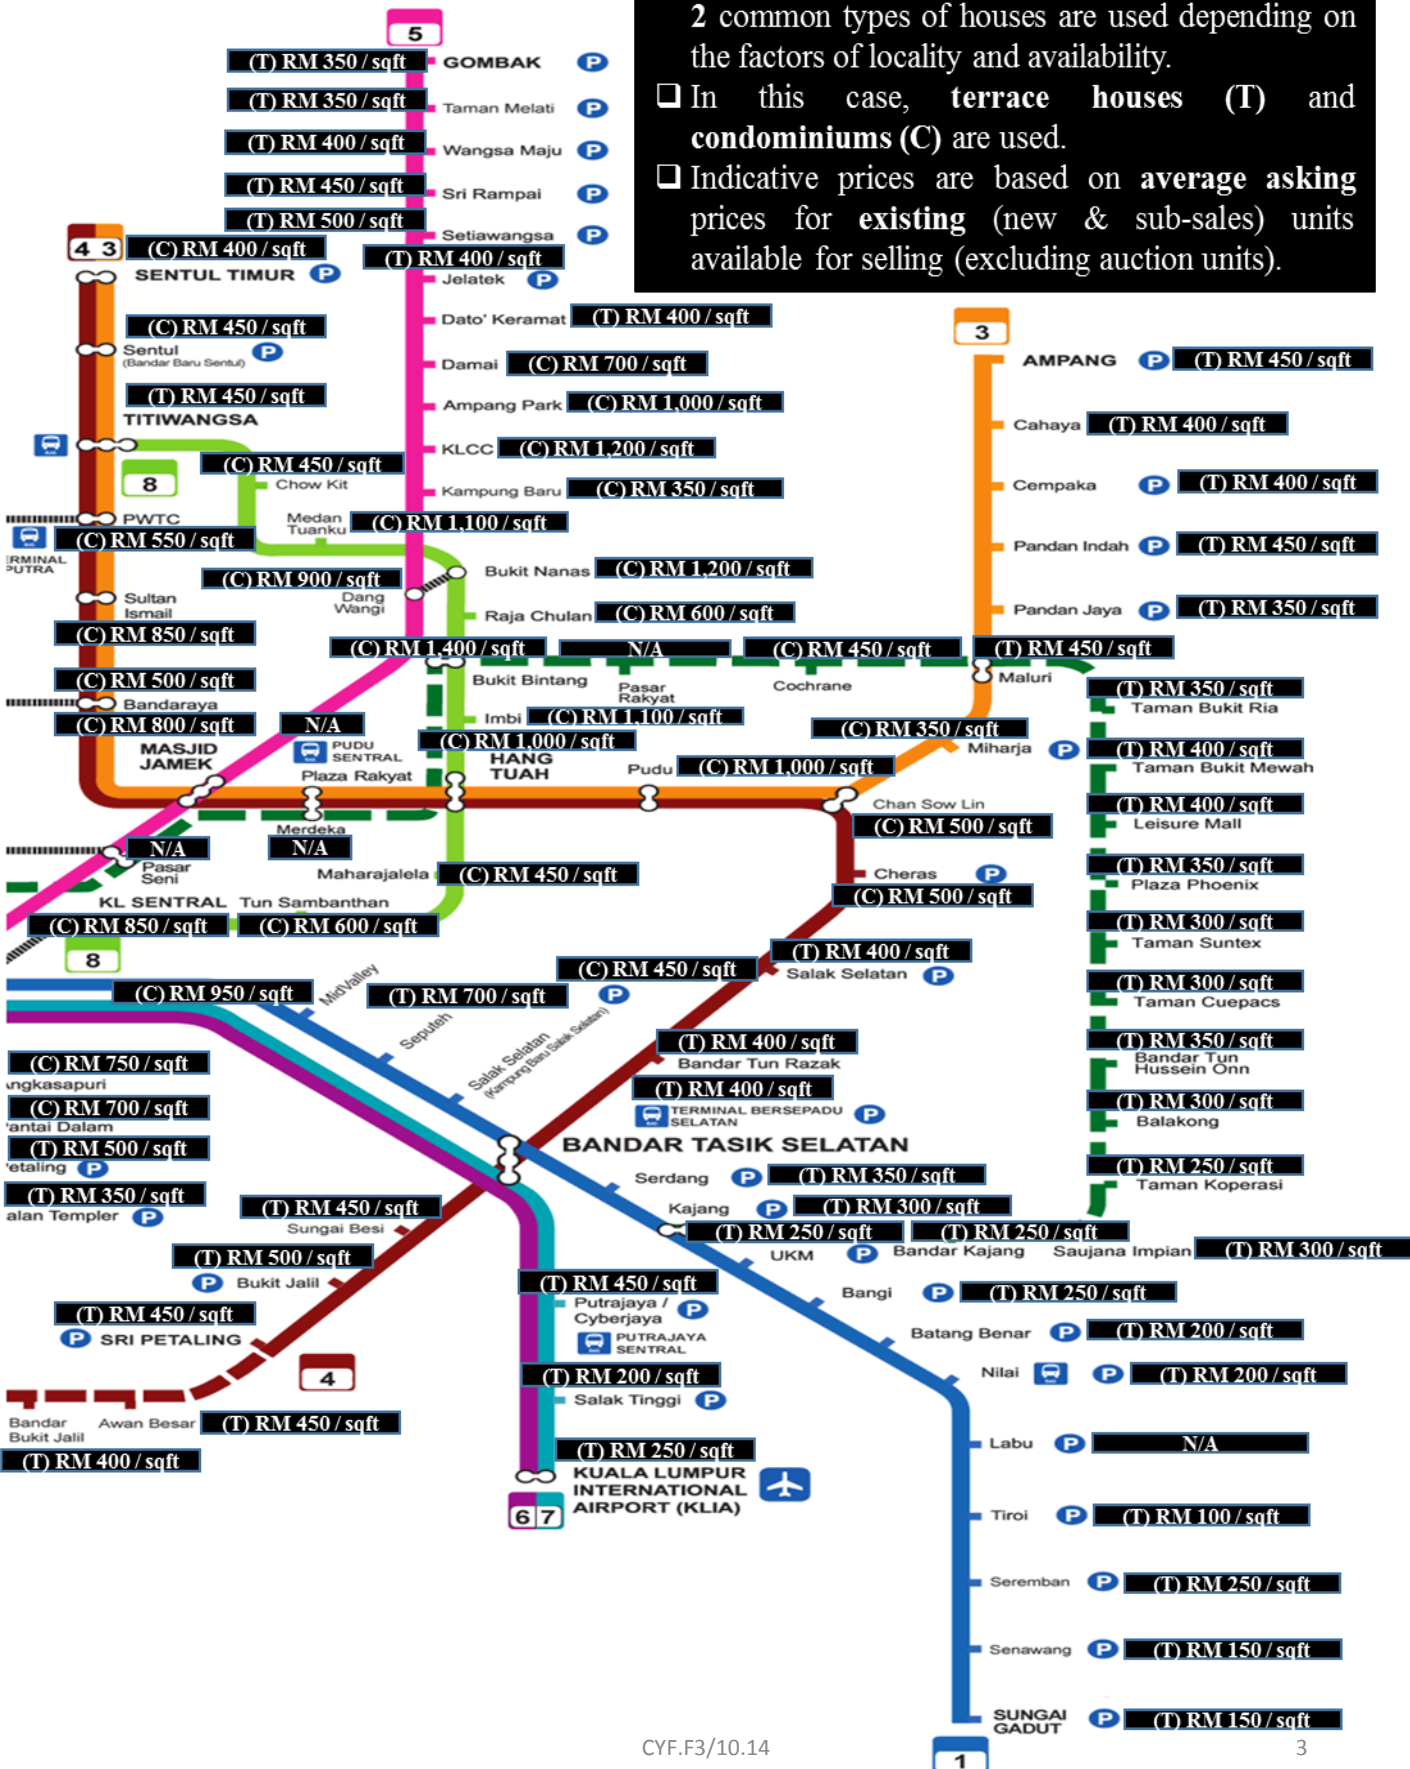 2 common types of houses are used depending on
the factors of locality and availability.
❑ In this case, terrace houses (T) and
condominiums (C) are used.
❑ Indicative prices are based on average asking
prices for existing (new & sub-sales) units
available for selling (excluding auction units).
5
(T) RM 350 / sqft
GOMBAK P
(T) RM 350 / sqft
Taman Melati P
(T) RM 400 / sqft
Wangsa Maju P
(T) RM 450 / sqft
Sri Rampai P
(T) RM 500 / sqft
Setiawangsa P
(T) RM 400 / sqft
Jelatek P
Dato' Keramat (T) RM 400 / sqft
Damai (C) RM 700 / sqft
Ampang Park (C) RM 1,000 / sqft
KLCC (C) RM 1,200 / sqft
Kampung Baru (C) RM 350 / sqft
4 3
(C) RM 400 / sqft
SENTUL TIMUR P
(C) RM 450 / sqft
Sentul P
(Bandar Baru Sentul)
(T) RM 450 / sqft
TITIWANGSA
8
(C) RM 450 / sqft
Chow Kit
PWTC
(C) RM 550 / sqft
ERMINAL
PUTRA
Medan
Tuanku
(C) RM 1,100 / sqft
(C) RM 900 / sqft
Dang
Wangi
Bukit Nanas (C) RM 1,200 / sqft
Raja Chulan (C) RM 600 / sqft
Sultan
Ismail
(C) RM 850 / sqft
(C) RM 500 / sqft
Bandaraya
(C) RM 800 / sqft
MASJID
JAMEK
3
AMPANG P (T) RM 450 / sqft
Cahaya (T) RM 400 / sqft
Cempaka P (T) RM 400 / sqft
Pandan Indah P (T) RM 450 / sqft
Pandan Jaya P (T) RM 350 / sqft
(C) RM 1,400 / sqft
Bukit Bintang
N/A
Pasar
Rakyat
(C) RM 450 / sqft
Cochrane
(T) RM 450 / sqft
Maluri
Imbi (C) RM 1,100 / sqft
(C) RM 1,000 / sqft
HANG
TUAH
N/A
PUDU
SENTRAL
Plaza Rakyat
Merdeka
N/A
Pudu (C) RM 1,000 / sqft
(C) RM 350 / sqft
Miharja P
Chan Sow Lin
(C) RM 500 / sqft
Cheras P
(C) RM 500 / sqft
N/A
Pasar
Seni
Maharajalela (C) RM 450 / sqft
KL SENTRAL Tun Sambanthan
(C) RM 850 / sqft (C) RM 600 / sqft
8
(T) RM 350 / sqft
Taman Bukit Ria
(T) RM 400 / sqft
Taman Bukit Mewah
(T) RM 400 / sqft
Leisure Mall
(T) RM 350 / sqft
Plaza Phoenix
(T) RM 300 / sqft
Taman Suntex
(T) RM 300 / sqft
Taman Cuepacs
(T) RM 350 / sqft
Bandar Tun
Hussein Onn
(T) RM 300 / sqft
Balakong
(T) RM 250 / sqft
Taman Koperasi
(T) RM 400 / sqft
Salak Selatan P
(C) RM 950 / sqft
MidValley
(T) RM 700 / sqft
Seputeh
(C) RM 450 / sqft
P
Salak Selatan
(Kampung Baru Salak Selatan)
(T) RM 400 / sqft
Bandar Tun Razak
(T) RM 400 / sqft
TERMINAL BERSEPADU
SELATAN P
BANDAR TASIK SELATAN
(C) RM 750 / sqft
ngkasapuri
(C) RM 700 / sqft
antai Dalam
(T) RM 500 / sqft
etaling P
(T) RM 350 / sqft
alan Templer P
Serdang P (T) RM 350 / sqft
Kajang P (T) RM 300 / sqft
(T) RM 250 / sqft (T) RM 250 / sqft
UKM P Bandar Kajang Saujana Impian (T) RM 300 / sqft
Bangi P (T) RM 250 / sqft
Batang Benar P (T) RM 200 / sqft
Nilai P (T) RM 200 / sqft
Labu P N/A
Tiroi P (T) RM 100 / sqft
Seremban P (T) RM 250 / sqft
Senawang P (T) RM 150 / sqft
SUNGAI
GADUT P (T) RM 150 / sqft
1
(T) RM 450 / sqft
Sungai Besi
(T) RM 500 / sqft
P Bukit Jalil
(T) RM 450 / sqft
P SRI PETALING
4
Bandar
Bukit Jalil
Awan Besar (T) RM 450 / sqft
(T) RM 400 / sqft
(T) RM 450 / sqft
Putrajaya /
Cyberjaya P
PUTRAJAYA
SENTRAL
(T) RM 200 / sqft
Salak Tinggi P
(T) RM 250 / sqft
KUALA LUMPUR
INTERNATIONAL
AIRPORT (KLIA)
6 7
CYF.F3/10.14
3